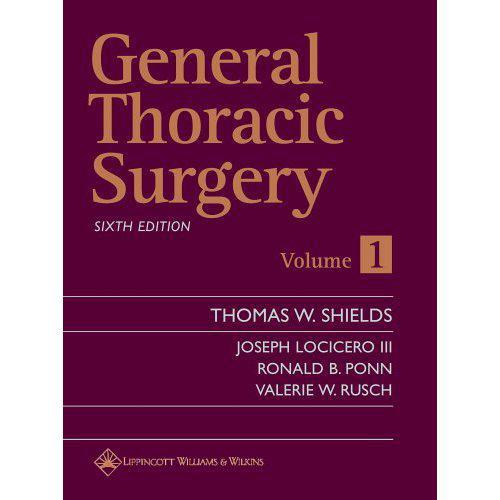 General
Thoracic
Surgery
SIXTH EDITION
Volume 1
THOMAS W. SHIELDS
JOSEPH LOCICERO III
RONALD B. PONN
VALERIE W. RUSCH
LIPPINCOTT WILLIAMS & WILKINS